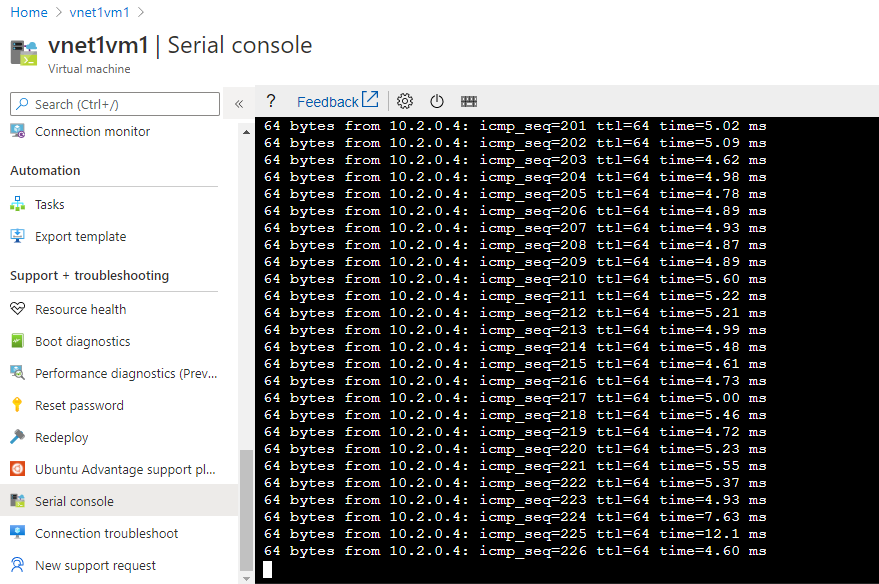 Home > vnet1vm1 >
vnet1vm1 | Serial console
Virtual machine
Search (Ctrl+/)
«
Connection monitor
Automation
Tasks
Export template
Support + troubleshooting
Resource health
Boot diagnostics
Performance diagnostics (Prev...
Reset password
Redeploy
Ubuntu Advantage support pl...
Serial console
Connection troubleshoot
New support request
? Feedback
64 bytes from 10.2.0.4: icmp_seq=201 ttl=64 time=5.02 ms
64 bytes from 10.2.0.4: icmp_seq=202 ttl=64 time=5.09 ms
64 bytes from 10.2.0.4: icmp_seq=203 ttl=64 time=4.62 ms
64 bytes from 10.2.0.4: icmp_seq=204 ttl=64 time=4.98 ms
64 bytes from 10.2.0.4: icmp_seq=205 ttl=64 time=4.78 ms
64 bytes from 10.2.0.4: icmp_seq=206 ttl=64 time=4.89 ms
64 bytes from 10.2.0.4: icmp_seq=207 ttl=64 time=4.93 ms
64 bytes from 10.2.0.4: icmp_seq=208 ttl=64 time=4.87 ms
64 bytes from 10.2.0.4: icmp_seq=209 ttl=64 time=4.89 ms
64 bytes from 10.2.0.4: icmp_seq=210 ttl=64 time=5.60 ms
64 bytes from 10.2.0.4: icmp_seq=211 ttl=64 time=5.22 ms
64 bytes from 10.2.0.4: icmp_seq=212 ttl=64 time=5.21 ms
64 bytes from 10.2.0.4: icmp_seq=213 ttl=64 time=4.99 ms
64 bytes from 10.2.0.4: icmp_seq=214 ttl=64 time=5.48 ms
64 bytes from 10.2.0.4: icmp_seq=215 ttl=64 time=4.61 ms
64 bytes from 10.2.0.4: icmp_seq=216 ttl=64 time=4.73 ms
64 bytes from 10.2.0.4: icmp_seq=217 ttl=64 time=5.00 ms
64 bytes from 10.2.0.4: icmp_seq=218 ttl=64 time=5.46 ms
64 bytes from 10.2.0.4: icmp_seq=219 ttl=64 time=4.72 ms
64 bytes from 10.2.0.4: icmp_seq=220 ttl=64 time=5.23 ms
64 bytes from 10.2.0.4: icmp_seq=221 ttl=64 time=5.55 ms
64 bytes from 10.2.0.4: icmp_seq=222 ttl=64 time=5.37 ms
64 bytes from 10.2.0.4: icmp_seq=223 ttl=64 time=4.93 ms
64 bytes from 10.2.0.4: icmp_seq=224 ttl=64 time=7.63 ms
64 bytes from 10.2.0.4: icmp_seq=225 ttl=64 time=12.1 ms
64 bytes from 10.2.0.4: icmp_seq=226 ttl=64 time=4.60 ms